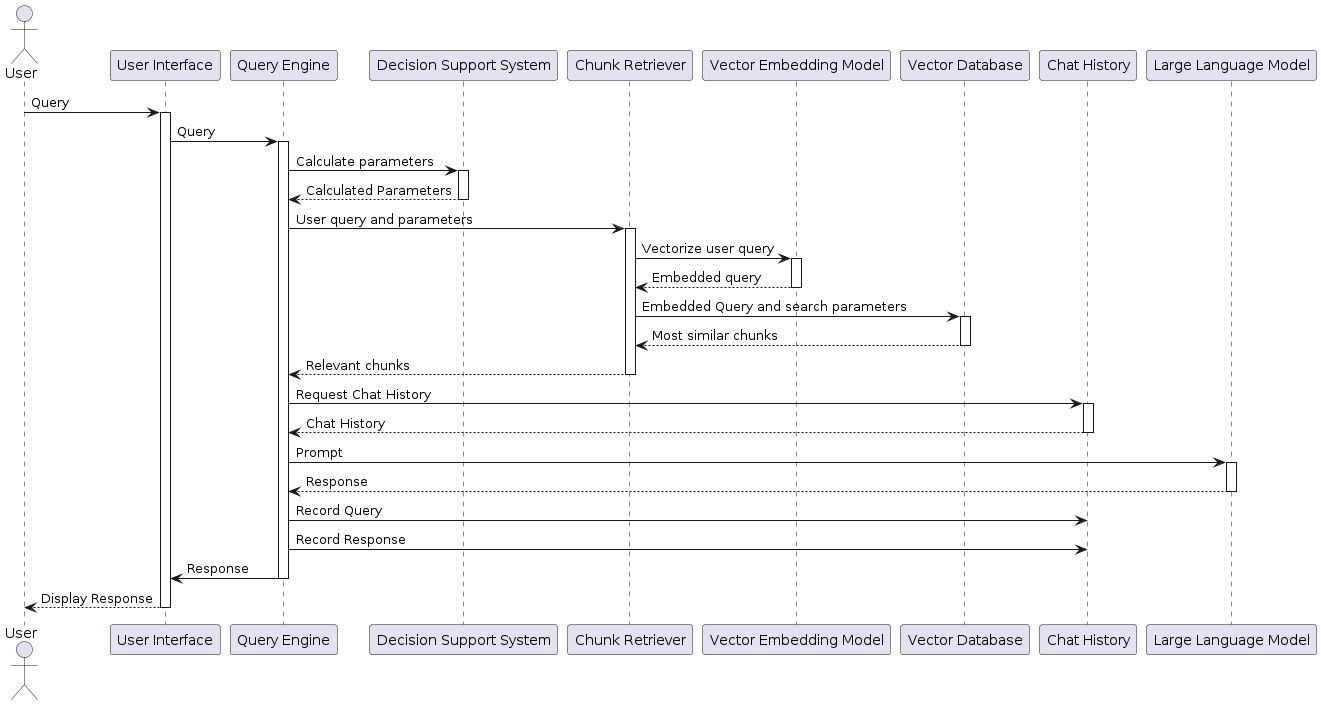 User
User Interface
Query Engine
Decision Support System
Chunk Retriever
Vector Embedding Model
Vector Database
Chat History
Large Language Model
Query
Query
Calculate parameters
Calculated Parameters
User query and parameters
Vectorize user query
Embedded query
Embedded Query and search parameters
Most similar chunks
Relevant chunks
Request Chat History
Chat History
Prompt
Response
Record Query
Record Response
Response
Display Response
User
User Interface
Query Engine
Decision Support System
Chunk Retriever
Vector Embedding Model
Vector Database
Chat History
Large Language Model